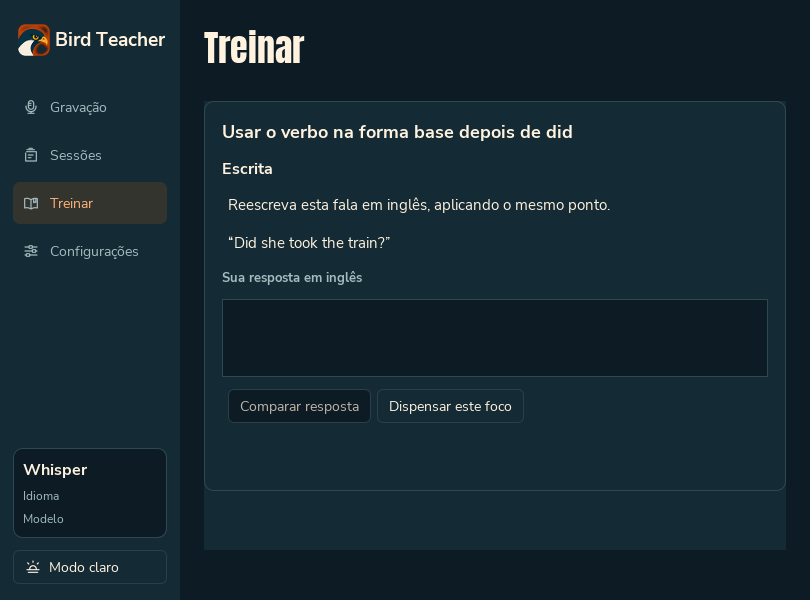 Bird Teacher
Gravação
Sessões
Treinar
Configurações
Whisper
Idioma
Modelo
Modo claro
Treinar
Usar o verbo na forma base depois de did
Escrita
Reescreva esta fala em inglês, aplicando o mesmo ponto.
“Did she took the train?”
Sua resposta em inglês
Comparar resposta
Dispensar este foco